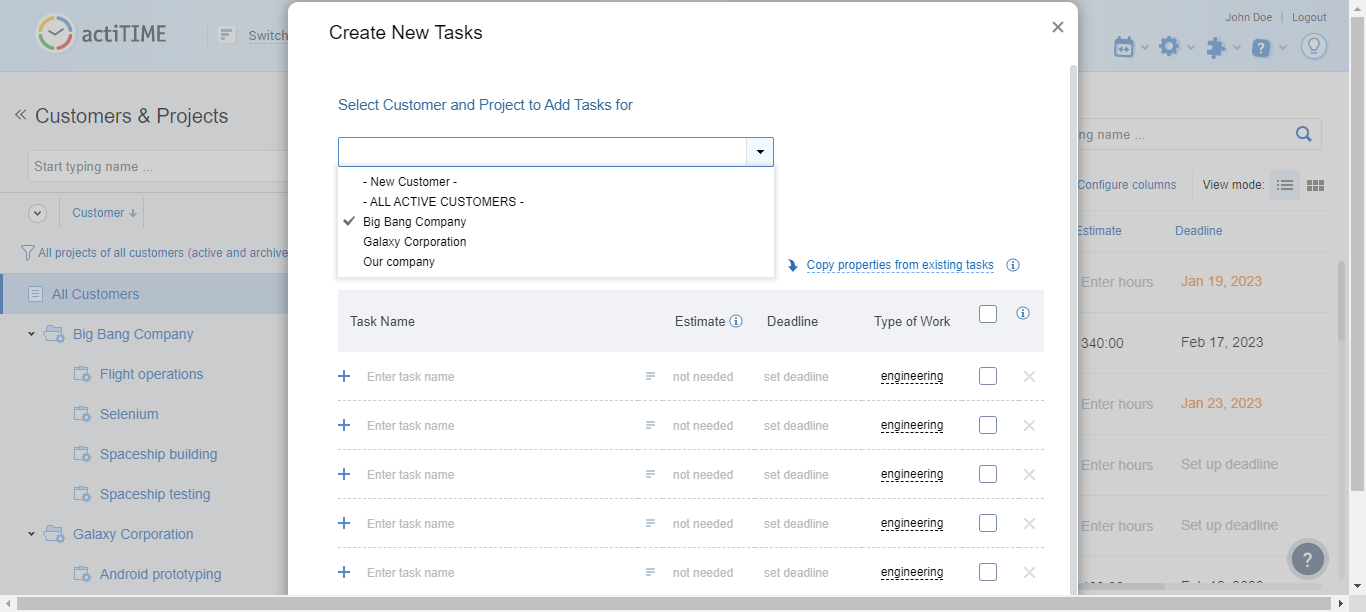 actiTIME
Switch
John Doe | Logout
Create New Tasks
Customers & Projects
Start typing name ...
Customer
All projects of all customers (active and archive
All Customers
Big Bang Company
Flight operations
Selenium
Spaceship building
Spaceship testing
Galaxy Corporation
Android prototyping
Select Customer and Project to Add Tasks for
- New Customer -
- ALL ACTIVE CUSTOMERS -
Big Bang Company
Galaxy Corporation
Our company
Copy properties from existing tasks
Task Name Estimate Deadline Type of Work
Enter task name not needed set deadline engineering
Enter task name not needed set deadline engineering
Enter task name not needed set deadline engineering
Enter task name not needed set deadline engineering
Enter task name not needed set deadline engineering
ng name ...
Configure columns View mode:
Estimate Deadline
Enter hours Jan 19, 2023
340:00 Feb 17, 2023
Enter hours Jan 23, 2023
Enter hours Set up deadline
Enter hours Set up deadline
?